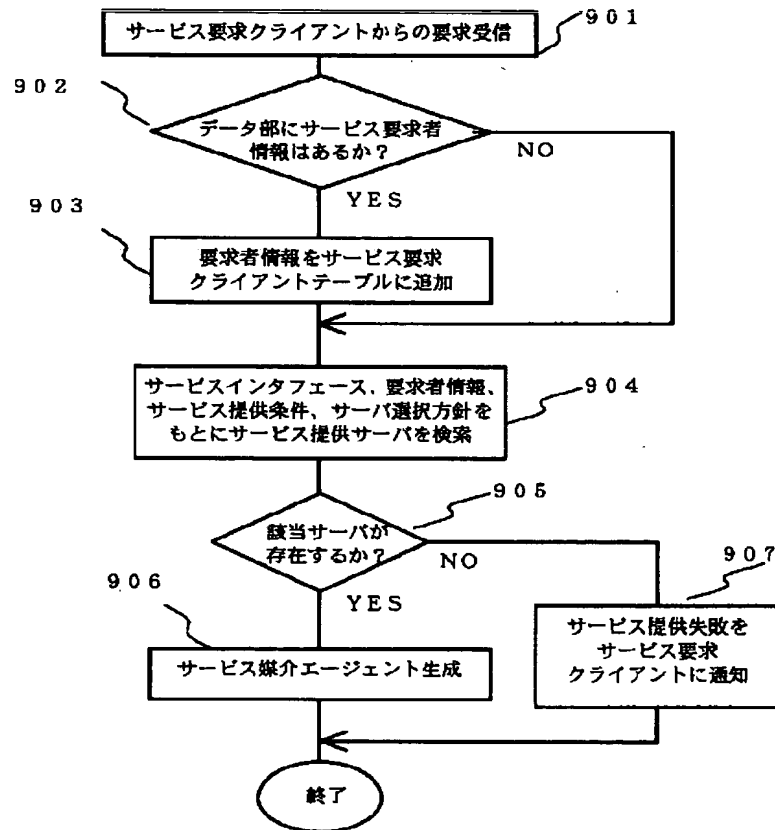 サービス要求クライアントからの要求受信
901
902
データ部にサービス要求者
情報はあるか？
NO
YES
903
要求者情報をサービス要求
クライアントテーブルに追加
サービスインタフェース、要求者情報、
サービス提供条件、サーバ選択方針を
もとにサービス提供サーバを検索
904
905
該当サーバが
存在するか？
NO
907
906
YES
サービス提供失敗を
サービス要求
クライアントに通知
サービス媒介エージェント生成
終了